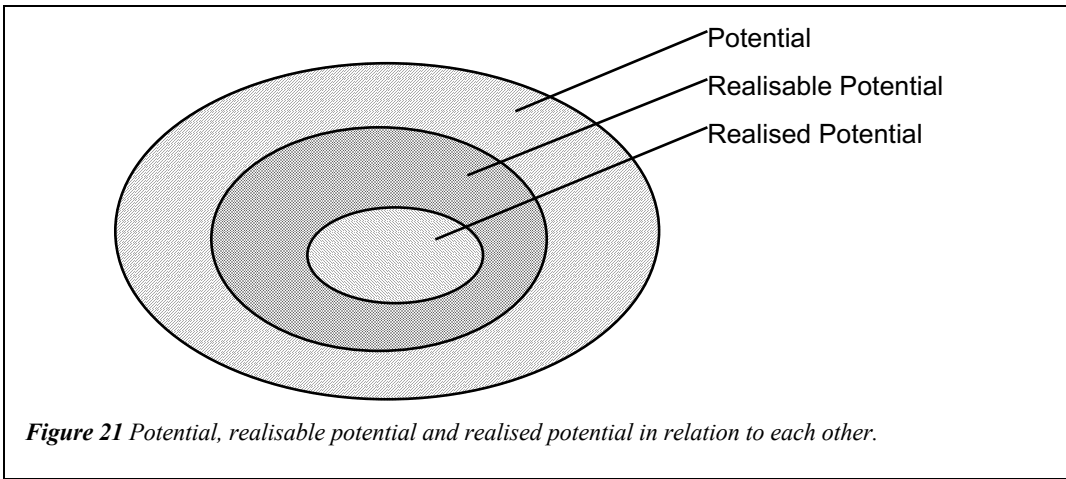 Potential
Realisable Potential
Realised Potential
Figure 21 Potential, realisable potential and realised potential in relation to each other.